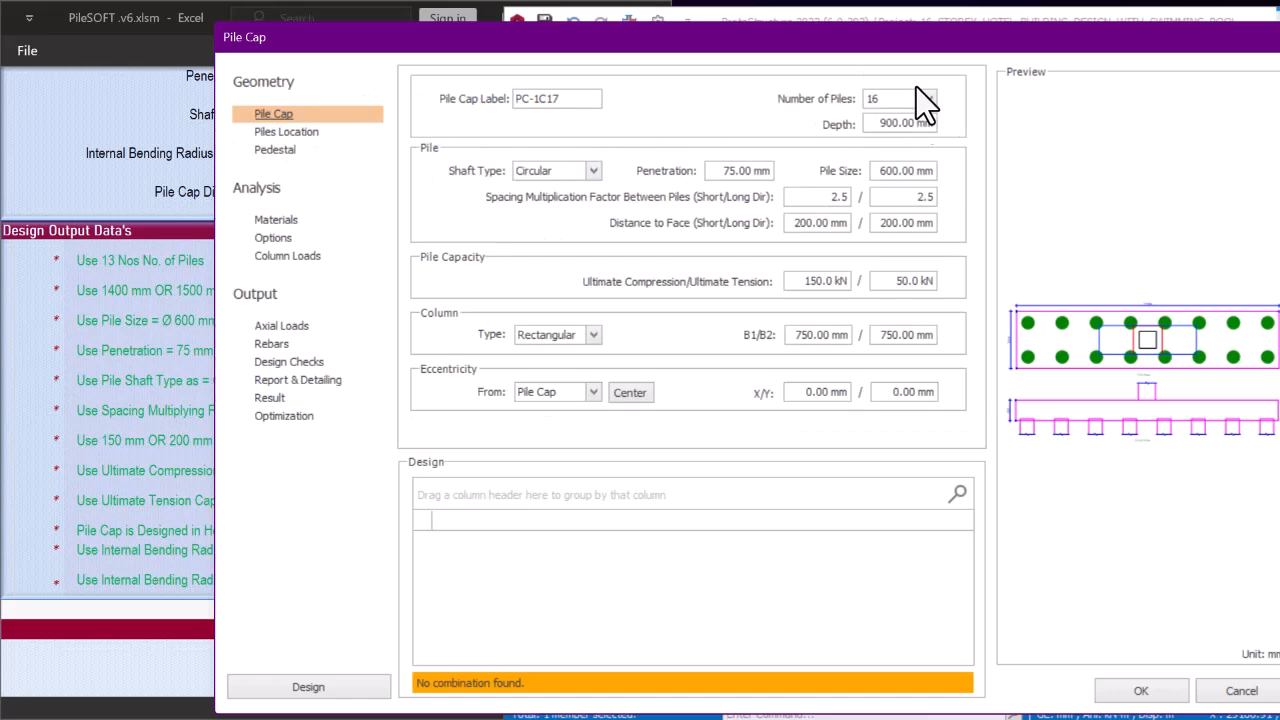 PileSOFT .v6.xlsm - Excel
Search
Sign in
File
Pile Cap
Pene
Shaf
Internal Bending Radius
Pile Cap Di
Design Output Data's
* Use 13 Nos No. of Piles
* Use 1400 mm OR 1500 m
* Use Pile Size = Ø 600 mm
* Use Penetration = 75 mm
* Use Pile Shaft Type as = 
* Use Spacing Multiplying F
* Use 150 mm OR 200 mm
* Use Ultimate Compression
* Use Ultimate Tension Cap
* Pile Cap is Designed in He
* Use Internal Bending Rad
* Use Internal Bending Rad
Geometry
Pile Cap
Piles Location
Pedestal
Analysis
Materials
Options
Column Loads
Output
Axial Loads
Rebars
Design Checks
Report & Detailing
Result
Optimization
Design
Pile Cap Label: PC-1C17
Number of Piles: 16
Depth: 900.00 mm
Pile
Shaft Type: Circular Penetration: 75.00 mm Pile Size: 600.00 mm
Spacing Multiplication Factor Between Piles (Short/Long Dir): 2.5 / 2.5
Distance to Face (Short/Long Dir): 200.00 mm / 200.00 mm
Pile Capacity
Ultimate Compression/Ultimate Tension: 150.0 kN / 50.0 kN
Column
Type: Rectangular B1/B2: 750.00 mm / 750.00 mm
Eccentricity
From: Pile Cap Center X/Y: 0.00 mm / 0.00 mm
Design
Drag a column header here to group by that column
No combination found.
Preview
Unit: mm
OK Cancel
Total: 1 member selected.
Enter Command...